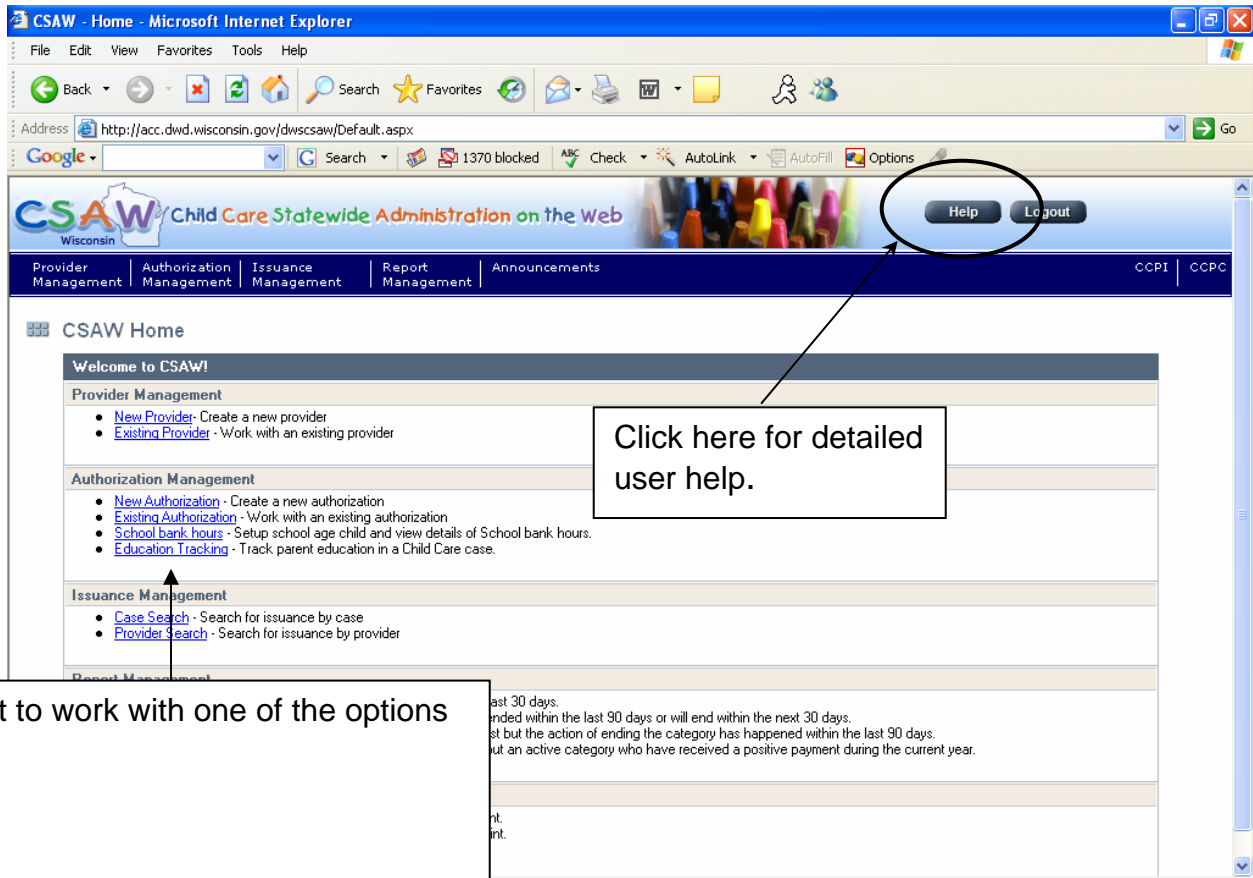 CSAW - Home - Microsoft Internet Explorer
File Edit View Favorites Tools Help
Back Search Favorites
Address http://acc.dwd.wisconsin.gov/dwscsaw/Default.aspx Go
Google Search 1370 blocked ABC Check AutoLink AutoFill Options
CSAW Child Care Statewide Administration on the Web Help Logout
Wisconsin
Provider Management Authorization Management Issuance Management Report Management Announcements CCPI CCPC
CSAW Home
Welcome to CSAW!
Provider Management
New Provider- Create a new provider
Existing Provider - Work with an existing provider
Click here for detailed
user help.
Authorization Management
New Authorization - Create a new authorization
Existing Authorization - Work with an existing authorization
School bank hours - Setup school age child and view details of School bank hours.
Education Tracking - Track parent education in a Child Care case.
Issuance Management
Case Search - Search for issuance by case
Provider Search - Search for issuance by provider
Report Management
t to work with one of the options
ast 30 days.
ended within the last 90 days or will end within the next 30 days.
st but the action of ending the category has happened within the last 90 days.
ut an active category who have received a positive payment during the current year.
nt.
int.